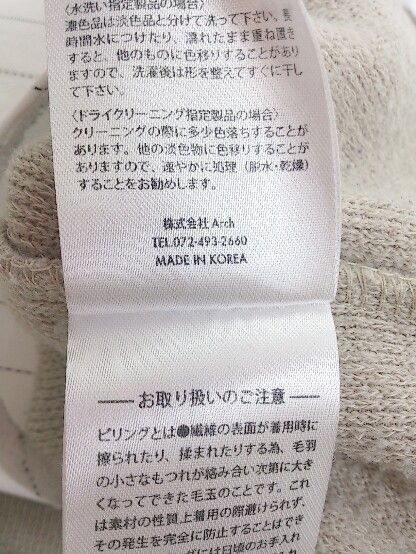 〈水洗い指定製品の場合〉
濃色品は淡色品と分けて洗って下さい。長
時間水につけたり、濡れたまま重ね置き
すると、他のものに色移りすることがあり
ますので、洗濯後は形を整えてすぐに干し
て下さい。
〈ドライクリーニング指定製品の場合〉
クリーニングの際に多少色落ちすることが
あります。他の淡色物に色移りすることが
ありますので、速やかに処理(脱水・乾燥)
することをお勧めします。
株式会社 Arch
TEL.072-493-2660
MADE IN KOREA
お取り扱いのご注意
ピリングとは●繊維の表面が着用時に
擦られたり、揉まれたりする為、毛羽
の小さなもつれが絡み合い次第に大き
くなってできた毛玉のことです。これ
は素材の性質上着用の際避けられず、
その発生を完全に防止することはでき
グには日頃のお手入れ